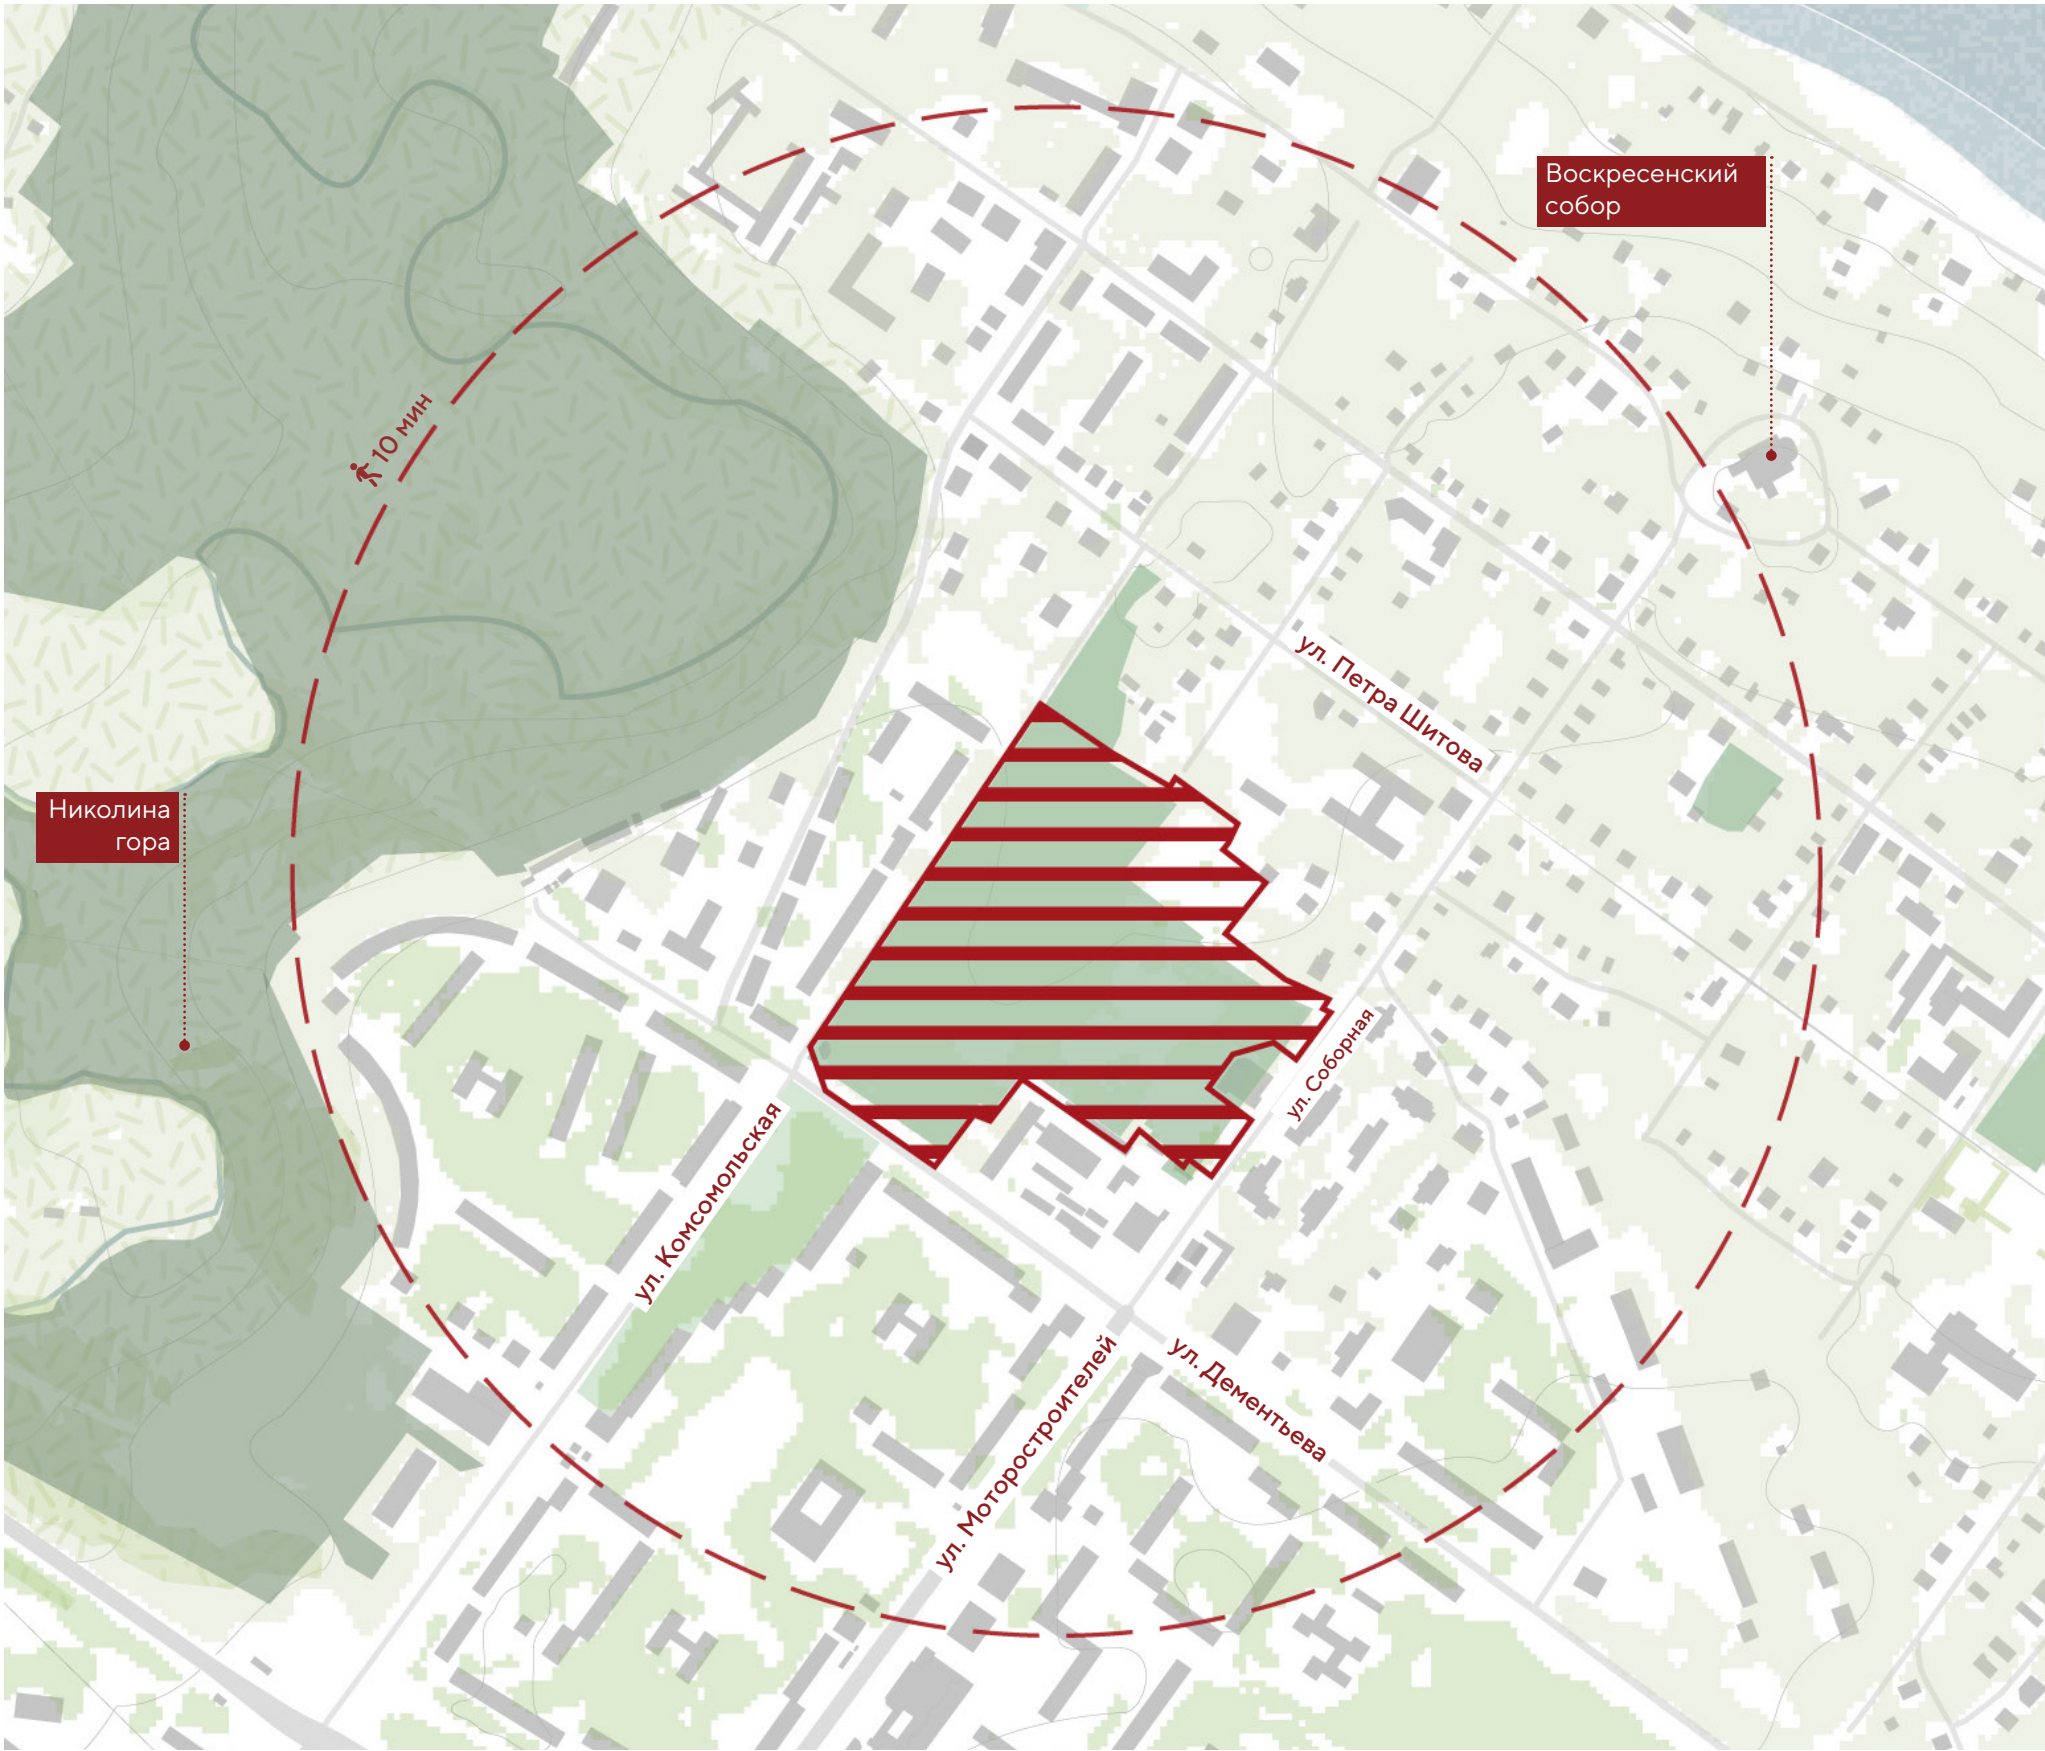 Воскресенский
собор
10 мин
ул. Петра Шитова
Николина
гора
ул. Соборная
ул. Комсомольская
ул. Моторостроителей
ул. Дементьева